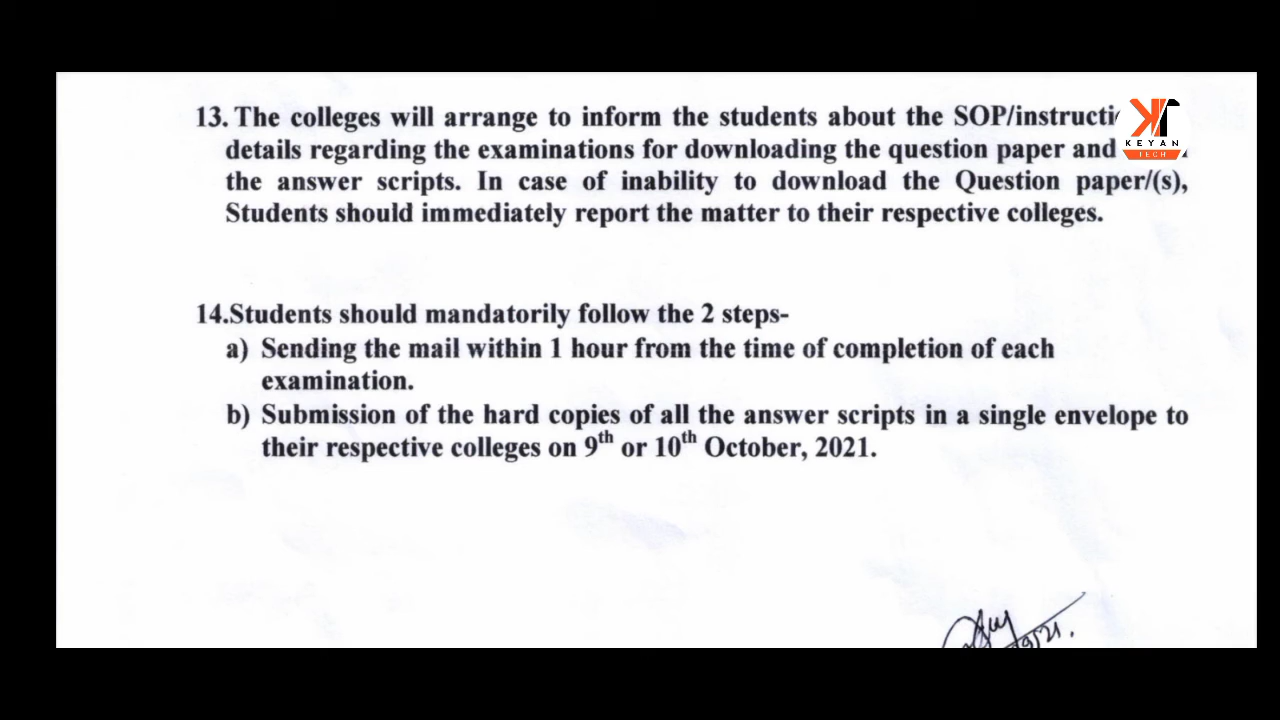 13. The colleges will arrange to inform the students about the SOP/instructi
details regarding the examinations for downloading the question paper and
the answer scripts. In case of inability to download the Question paper/(s),
Students should immediately report the matter to their respective colleges.
14.Students should mandatorily follow the 2 steps-
a) Sending the mail within 1 hour from the time of completion of each
examination.
b) Submission of the hard copies of all the answer scripts in a single envelope to
their respective colleges on 9th or 10th October, 2021.
KEYAN
TECH